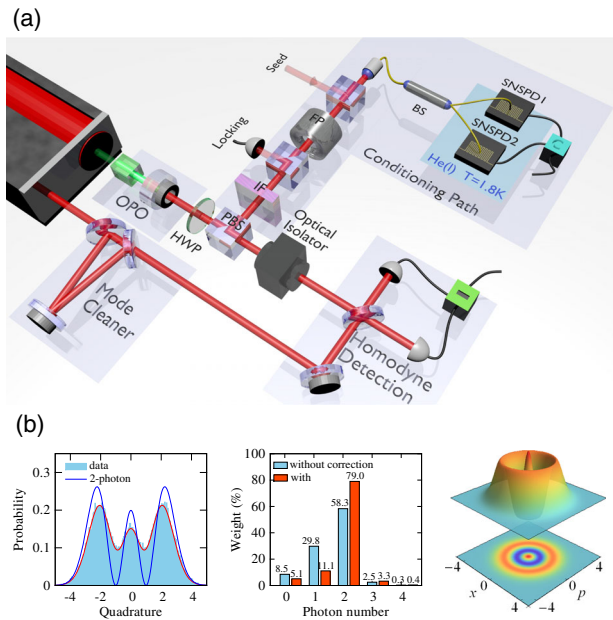 (a)
Seed
SNSPD1
SNSPD2
BS
C
FP
Locking
He(l) T=1.8K
Conditioning Path
IF
PBS
OPO
HWP
Optical
Isolator
Mode
Cleaner
Homodyne
Detection
(b)
data
2-photon
Probability
0.3
0.2
0.1
0
−4 −2 0 2 4
Quadrature
without correction
with
Weight (%)
100
80
60
40
20
0
8.5 5.1 29.8 11.1 58.3 79.0 2.5 3.3 0.3 0.4
0 1 2 3 4
Photon number
−4 0 4 −4 0 4
x p